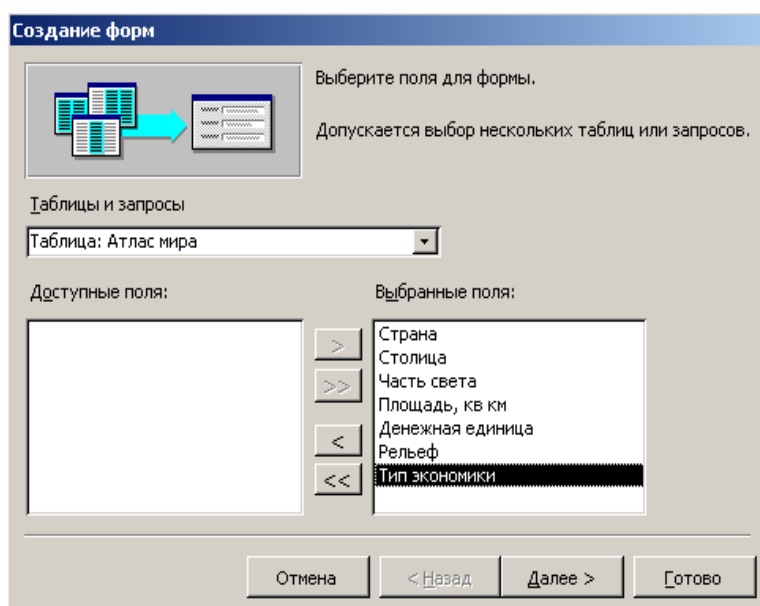 Создание форм
Выберите поля для формы.
Допускается выбор нескольких таблиц или запросов.
Таблицы и запросы
Таблица: Атлас мира
Доступные поля:
Выбранные поля:
>
>>
<
<<
Страна
Столица
Часть света
Площадь, кв км
Денежная единица
Рельеф
Тип экономики
Отмена
< Назад
Далее >
Готово